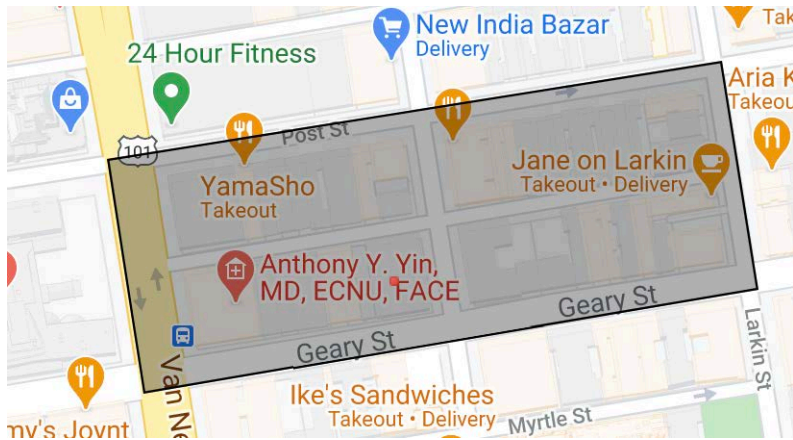 Tak
New India Bazar
Delivery
24 Hour Fitness
Aria K
Takeou
Post St
101
Jane on Larkin
Takeout • Delivery
YamaSho
Takeout
Anthony Y. Yin,
MD, ECNU, FACE
Geary St
Geary St
Larkin St
Van Ne
Ike's Sandwiches
Takeout • Delivery
Myrtle St
my's Joynt